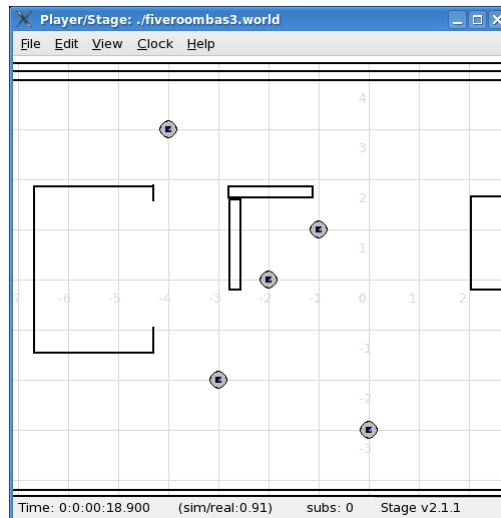 Player/Stage: ./fiveroombas3.world
File Edit View Clock Help
4
3
2
1
7 -6 -5 -4 -3 -2 -1 0 1 2
-1
-2
-3
Time: 0:0:00:18.900 (sim/real:0.91) subs: 0 Stage v2.1.1